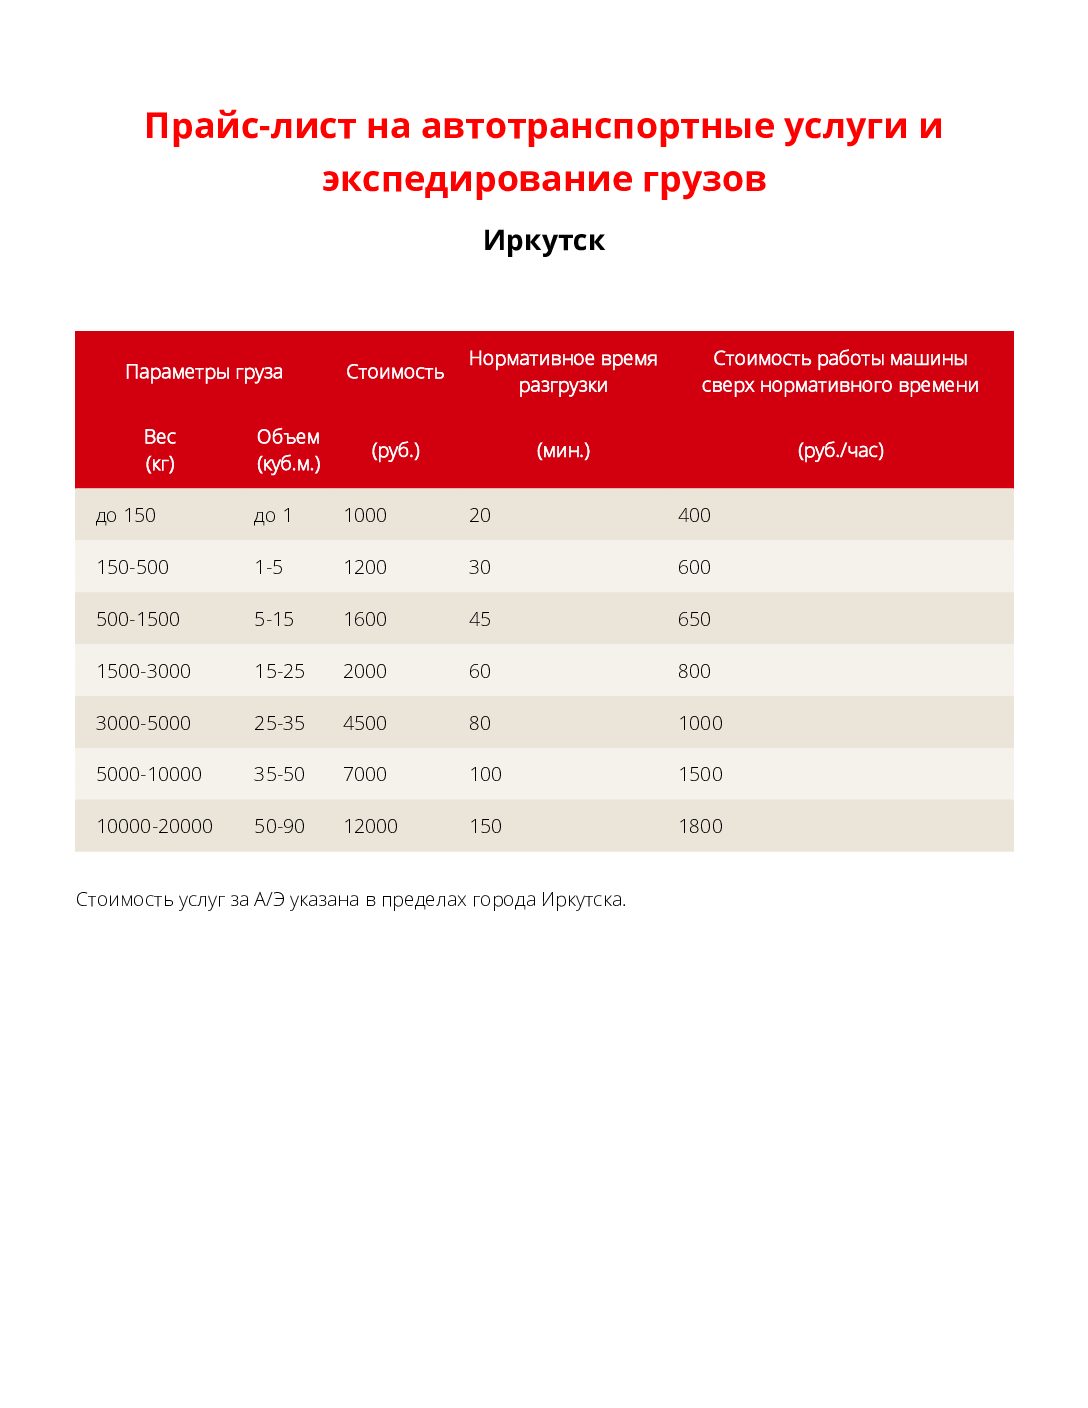 Прайс-лист на автотранспортные услуги и
экспедирование грузов
Иркутск
Параметры груза Стоимость Нормативное время разгрузки Стоимость работы машины сверх нормативного времени
Вес (кг) Объем (куб.м.) (руб.) (мин.) (руб./час)
до 150 до 1 1000 20 400
150-500 1-5 1200 30 600
500-1500 5-15 1600 45 650
1500-3000 15-25 2000 60 800
3000-5000 25-35 4500 80 1000
5000-10000 35-50 7000 100 1500
10000-20000 50-90 12000 150 1800
Стоимость услуг за А/Э указана в пределах города Иркутска.